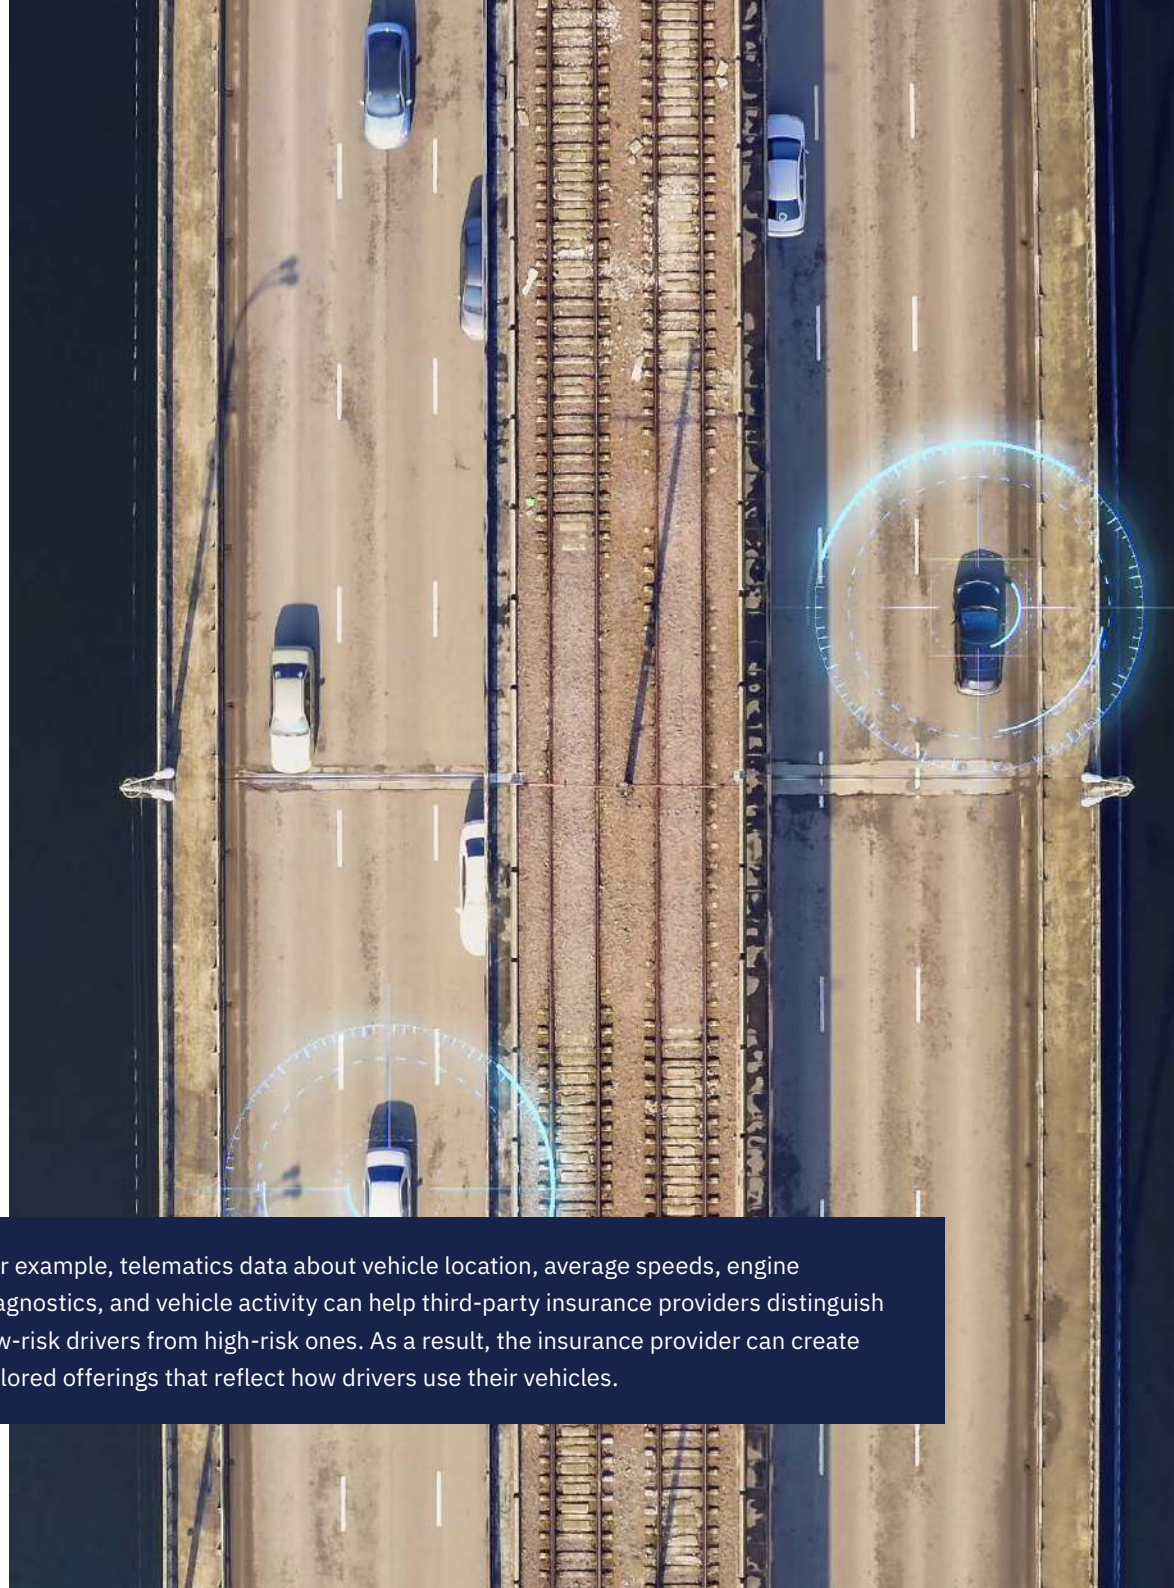 r example, telematics data about vehicle location, average speeds, engine
agnostics, and vehicle activity can help third-party insurance providers distinguish
w-risk drivers from high-risk ones. As a result, the insurance provider can create
lored offerings that reflect how drivers use their vehicles.